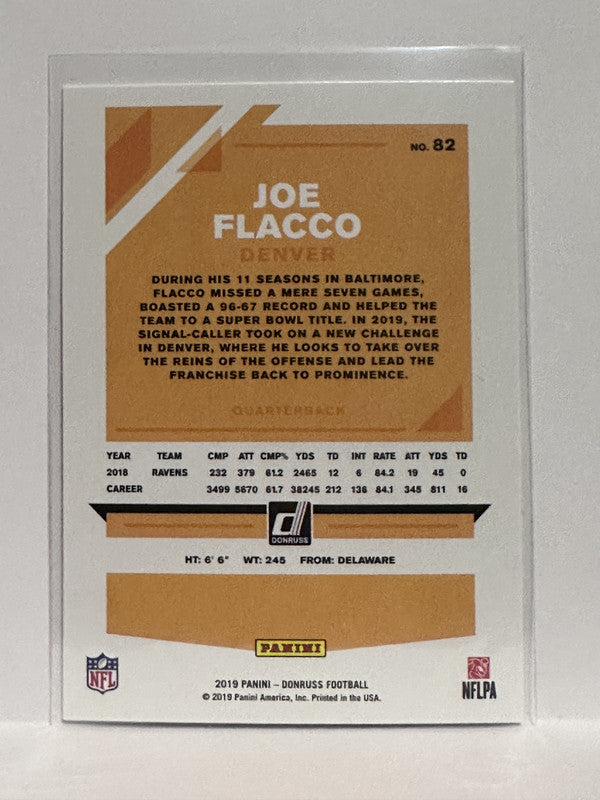 NO. 82
JOE
FLACCO
DENVER
DURING HIS 11 SEASONS IN BALTIMORE,
FLACCO MISSED A MERE SEVEN GAMES,
BOASTED A 96-67 RECORD AND HELPED THE
TEAM TO A SUPER BOWL TITLE. IN 2019, THE
SIGNAL-CALLER TOOK ON A NEW CHALLENGE
IN DENVER, WHERE HE LOOKS TO TAKE OVER
THE REINS OF THE OFFENSE AND LEAD THE
FRANCHISE BACK TO PROMINENCE.
QUARTERBACK
YEAR TEAM CMP ATT CMP% YDS TD INT RATE ATT YDS TD
2018 RAVENS 232 379 61.2 2465 12 6 84.2 19 45 0
CAREER 3499 5670 61.7 38245 212 136 84.1 345 811 16
d
DONRUSS
HT: 6' 6" WT: 245 FROM: DELAWARE
PANINI
NFL
2019 PANINI – DONRUSS FOOTBALL
© 2019 Panini America, Inc. Printed in the USA.
NFLPA